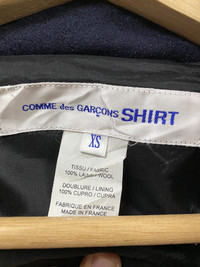 COMME des GARÇONS SHIRT
XS
TISSU / FABRIC
100% LAINE / WOOL
DOUBLURE / LINING
100% CUPRO / CUPRA
FABRIQUE EN FRANCE
MADE IN FRANCE